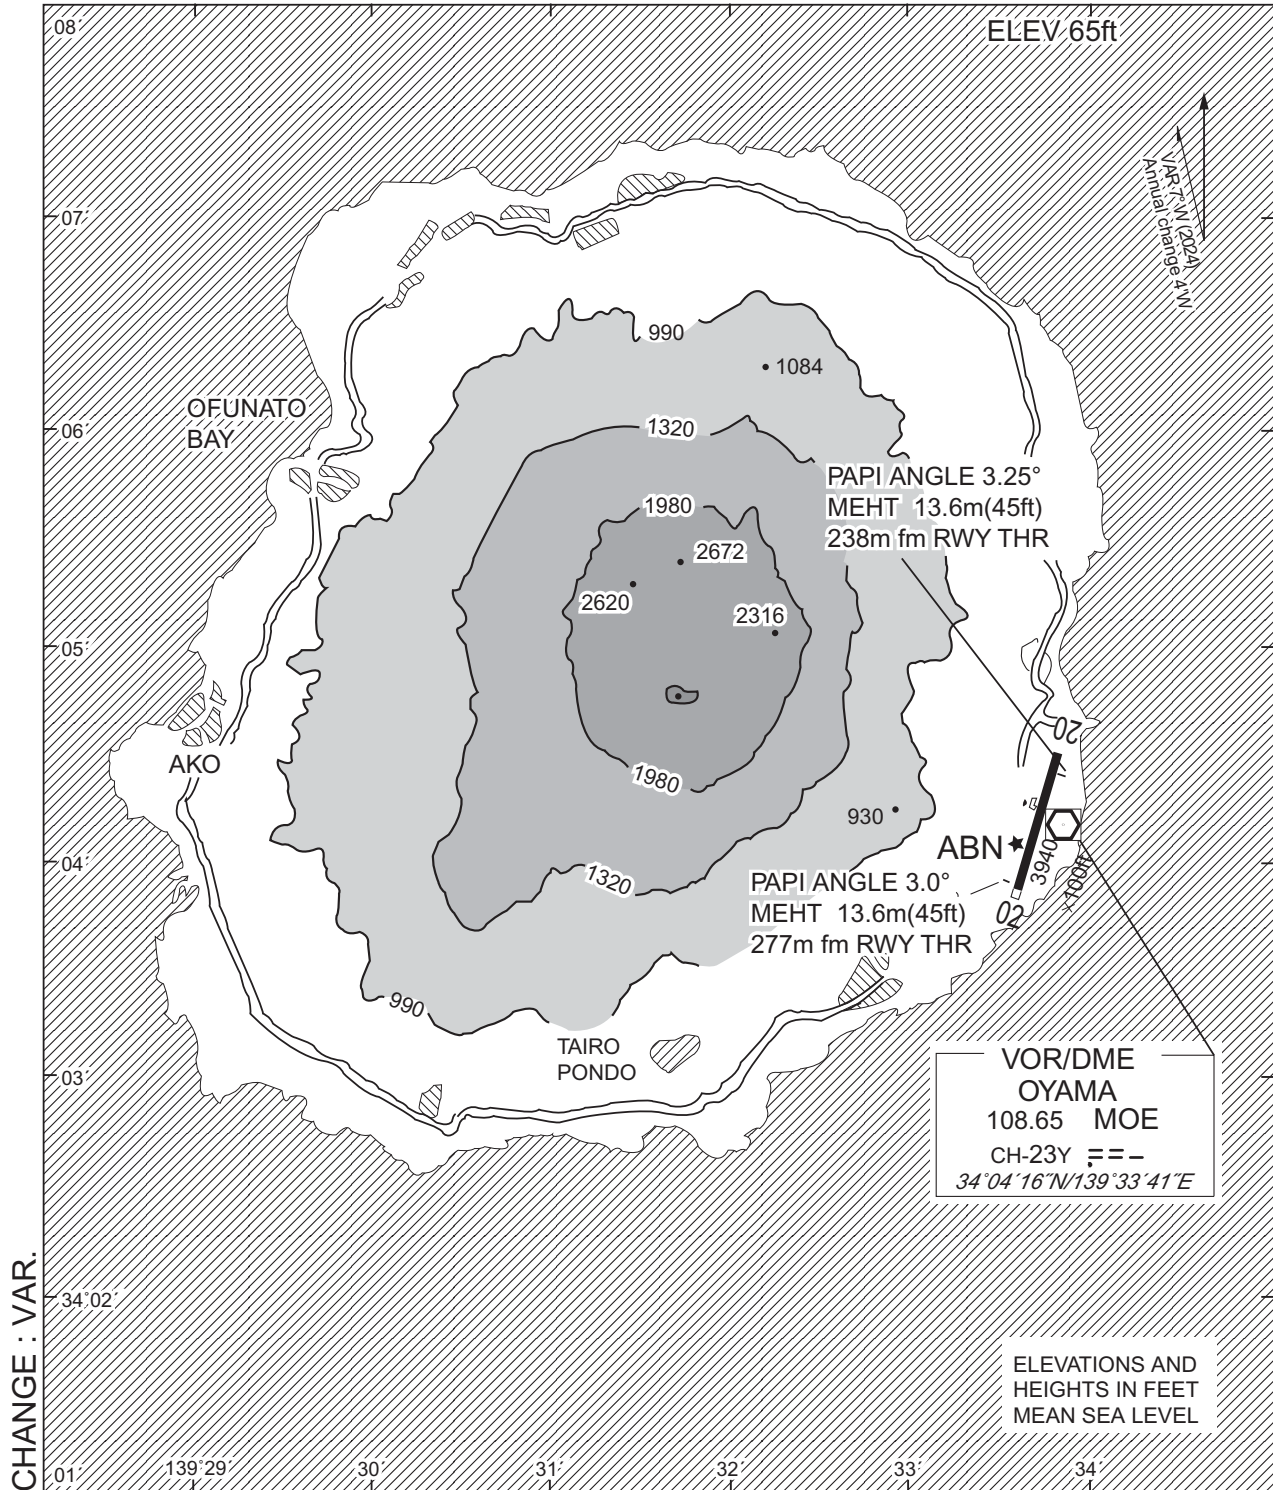 08´
ELEV 65ft
VAR 7°W (2024)
Annual change 4'W
07´
990
1084
OFUNATO
BAY
06´
1320
PAPI ANGLE 3.25°
MEHT 13.6m(45ft)
238m fm RWY THR
1980
2672
2620
2316
05´
20
AKO
1980
930
ABN
3940
×100ft
04´
1320
PAPI ANGLE 3.0°
MEHT 13.6m(45ft)
277m fm RWY THR
02
990
TAIRO
PONDO
03´
VOR/DME
OYAMA
108.65 MOE
CH-23Y
34°04´16˝N/139°33´41˝E
34°02´
ELEVATIONS AND
HEIGHTS IN FEET
MEAN SEA LEVEL
CHANGE : VAR.
01´
139°29´
30´
31´
32´
33´
34´